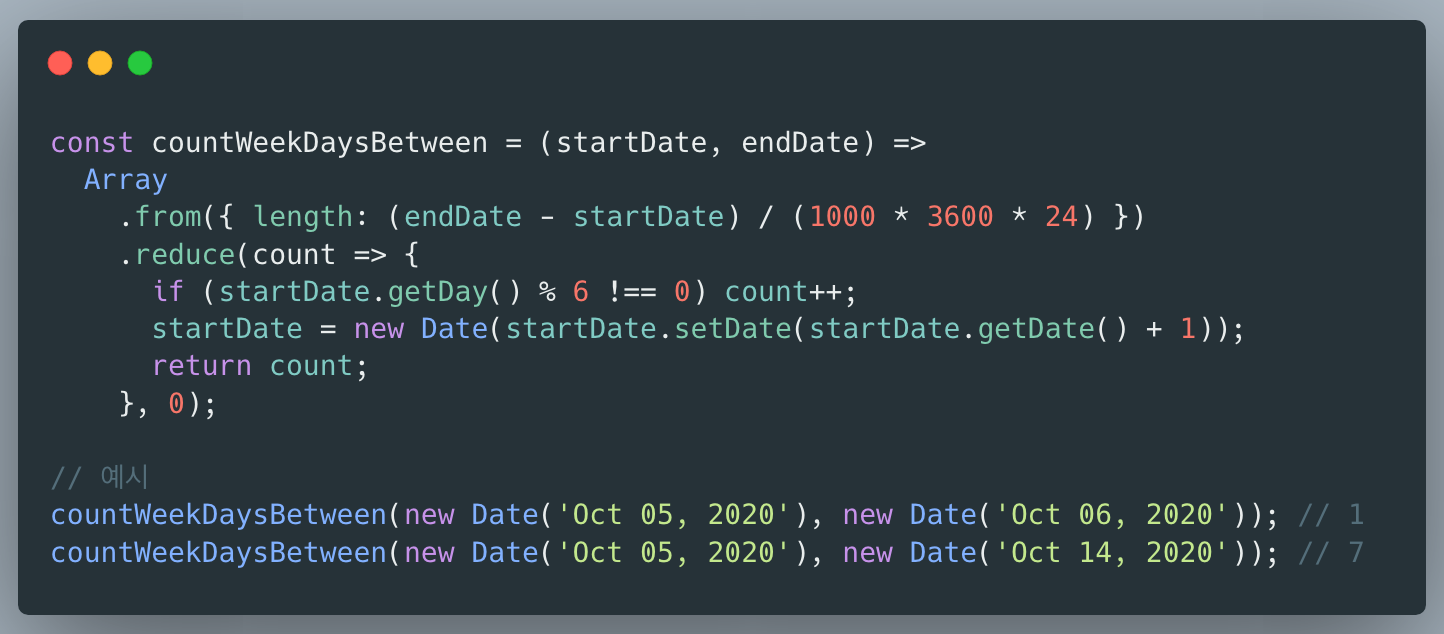 const countWeekDaysBetween = (startDate, endDate) =>
  Array
    .from({ length: (endDate - startDate) / (1000 * 3600 * 24) })
    .reduce(count => {
      if (startDate.getDay() % 6 !== 0) count++;
      startDate = new Date(startDate.setDate(startDate.getDate() + 1));
      return count;
    }, 0);

// 예시
countWeekDaysBetween(new Date('Oct 05, 2020'), new Date('Oct 06, 2020')); // 1
countWeekDaysBetween(new Date('Oct 05, 2020'), new Date('Oct 14, 2020')); // 7